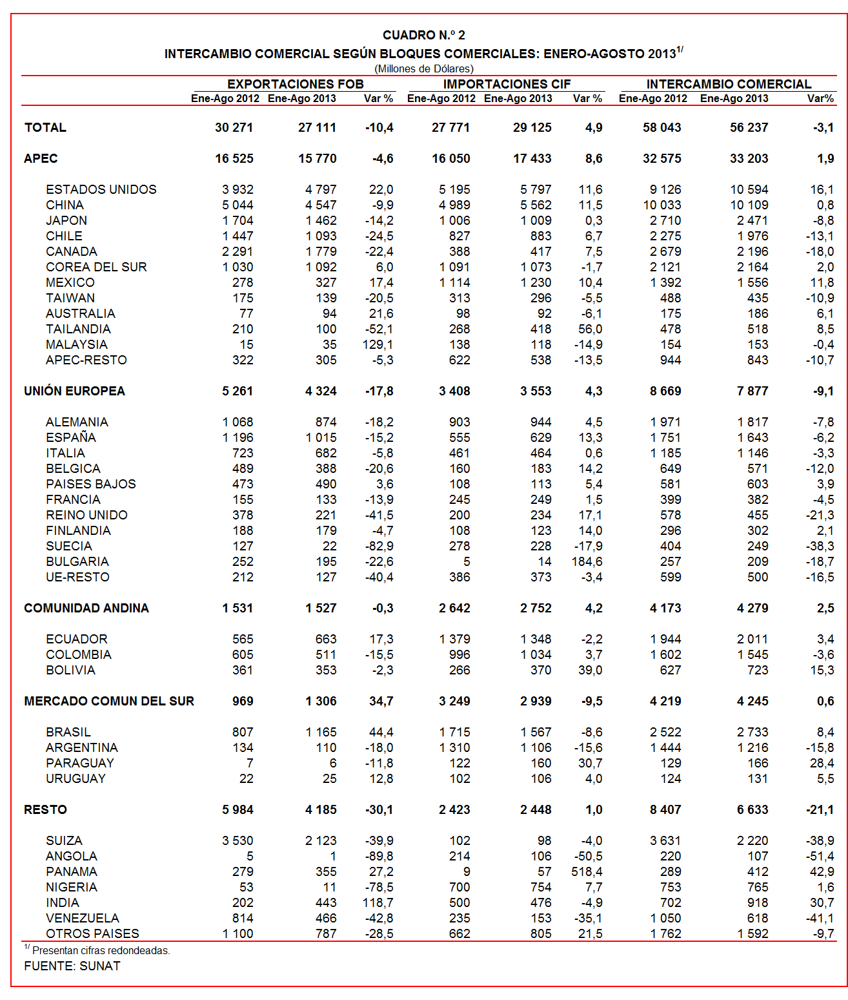 CUADRO N.º 2
INTERCAMBIO COMERCIAL SEGÚN BLOQUES COMERCIALES: ENERO-AGOSTO 2013 1/
(Millones de Dólares)
EXPORTACIONES FOB IMPORTACIONES CIF INTERCAMBIO COMERCIAL
Ene-Ago 2012 Ene-Ago 2013 Var % Ene-Ago 2012 Ene-Ago 2013 Var % Ene-Ago 2012 Ene-Ago 2013 Var%
TOTAL 30 271 27 111 -10,4 27 771 29 125 4,9 58 043 56 237 -3,1
APEC 16 525 15 770 -4,6 16 050 17 433 8,6 32 575 33 203 1,9
ESTADOS UNIDOS 3 932 4 797 22,0 5 195 5 797 11,6 9 126 10 594 16,1
CHINA 5 044 4 547 -9,9 4 989 5 562 11,5 10 033 10 109 0,8
JAPON 1 704 1 462 -14,2 1 006 1 009 0,3 2 710 2 471 -8,8
CHILE 1 447 1 093 -24,5 827 883 6,7 2 275 1 976 -13,1
CANADA 2 291 1 779 -22,4 388 417 7,5 2 679 2 196 -18,0
COREA DEL SUR 1 030 1 092 6,0 1 091 1 073 -1,7 2 121 2 164 2,0
MEXICO 278 327 17,4 1 114 1 230 10,4 1 392 1 556 11,8
TAIWAN 175 139 -20,5 313 296 -5,5 488 435 -10,9
AUSTRALIA 77 94 21,6 98 92 -6,1 175 186 6,1
TAILANDIA 210 100 -52,1 268 418 56,0 478 518 8,5
MALAYSIA 15 35 129,1 138 118 -14,9 154 153 -0,4
APEC-RESTO 322 305 -5,3 622 538 -13,5 944 843 -10,7
UNIÓN EUROPEA 5 261 4 324 -17,8 3 408 3 553 4,3 8 669 7 877 -9,1
ALEMANIA 1 068 874 -18,2 903 944 4,5 1 971 1 817 -7,8
ESPAÑA 1 196 1 015 -15,2 555 629 13,3 1 751 1 643 -6,2
ITALIA 723 682 -5,8 461 464 0,6 1 185 1 146 -3,3
BELGICA 489 388 -20,6 160 183 14,2 649 571 -12,0
PAISES BAJOS 473 490 3,6 108 113 5,4 581 603 3,9
FRANCIA 155 133 -13,9 245 249 1,5 399 382 -4,5
REINO UNIDO 378 221 -41,5 200 234 17,1 578 455 -21,3
FINLANDIA 188 179 -4,7 108 123 14,0 296 302 2,1
SUECIA 127 22 -82,9 278 228 -17,9 404 249 -38,3
BULGARIA 252 195 -22,6 5 14 184,6 257 209 -18,7
UE-RESTO 212 127 -40,4 386 373 -3,4 599 500 -16,5
COMUNIDAD ANDINA 1 531 1 527 -0,3 2 642 2 752 4,2 4 173 4 279 2,5
ECUADOR 565 663 17,3 1 379 1 348 -2,2 1 944 2 011 3,4
COLOMBIA 605 511 -15,5 996 1 034 3,7 1 602 1 545 -3,6
BOLIVIA 361 353 -2,3 266 370 39,0 627 723 15,3
MERCADO COMUN DEL SUR 969 1 306 34,7 3 249 2 939 -9,5 4 219 4 245 0,6
BRASIL 807 1 165 44,4 1 715 1 567 -8,6 2 522 2 733 8,4
ARGENTINA 134 110 -18,0 1 310 1 106 -15,6 1 444 1 216 -15,8
PARAGUAY 7 6 -11,8 122 160 30,7 129 166 28,4
URUGUAY 22 25 12,8 102 106 4,0 124 131 5,5
RESTO 5 984 4 185 -30,1 2 423 2 448 1,0 8 407 6 633 -21,1
SUIZA 3 530 2 123 -39,9 102 98 -4,0 3 631 2 220 -38,9
ANGOLA 5 1 -89,8 214 106 -50,5 220 107 -51,4
PANAMA 279 355 27,2 9 57 518,4 289 412 42,9
NIGERIA 53 11 -78,5 700 754 7,7 753 765 1,6
INDIA 202 443 118,7 500 476 -4,9 702 918 30,7
VENEZUELA 814 466 -42,8 235 153 -35,1 1 050 618 -41,1
OTROS PAISES 1 100 787 -28,5 662 805 21,5 1 762 1 592 -9,7
1/ Presentan cifras redondeadas.
FUENTE: SUNAT